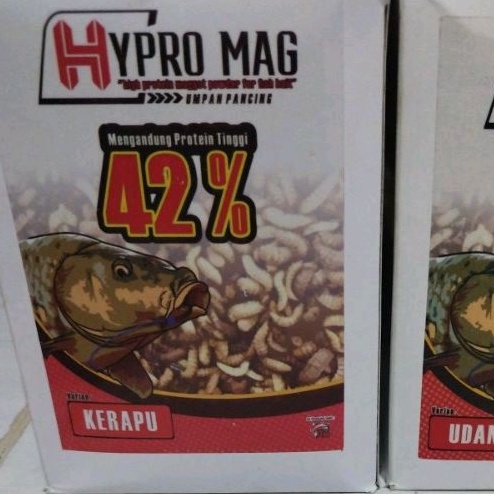 HYPRO MAG
"high protein maggot powder for fish bait"
UMPAN PANCING
Mengandung Protein Tinggi
42%
Varian
KERAPU
Varian
UDAN